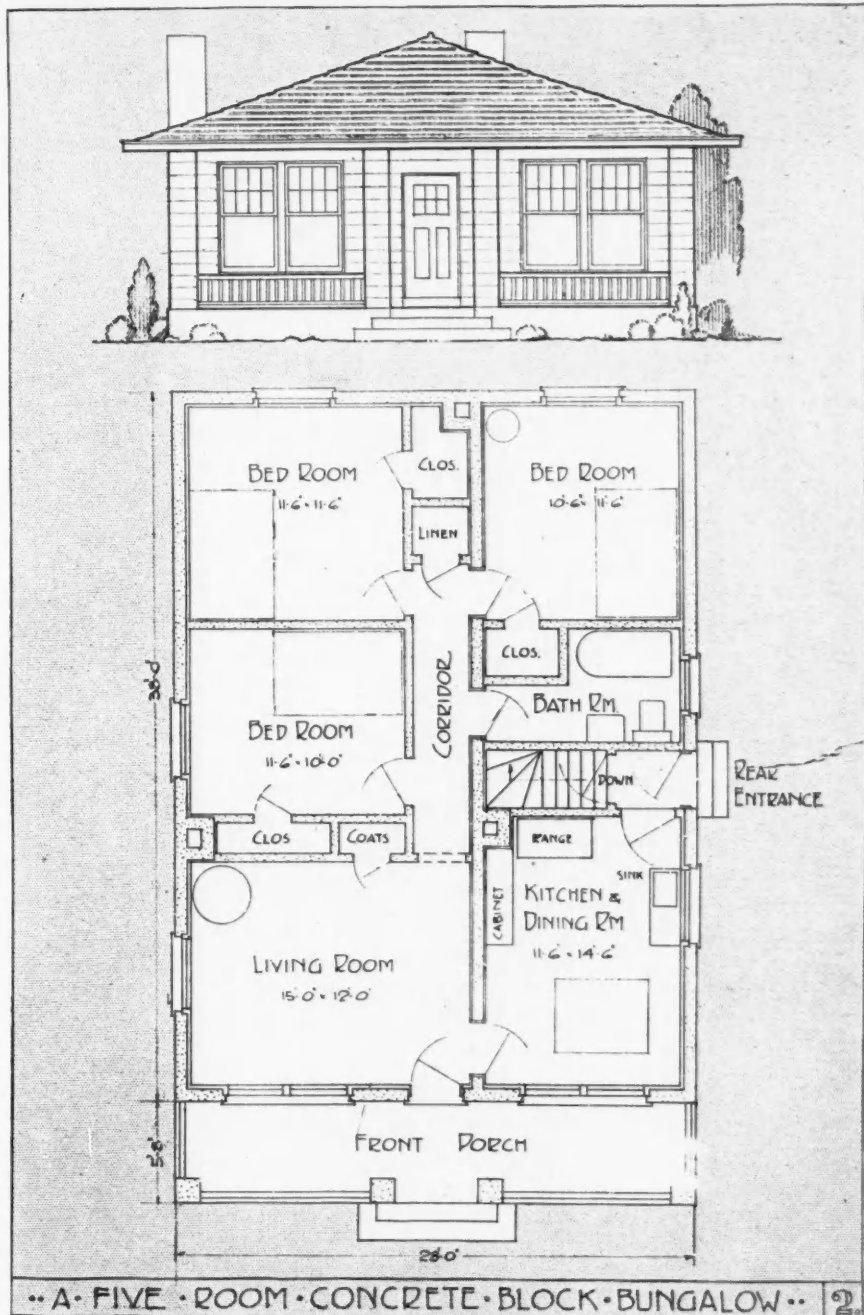 BED ROOM
11'-6" × 11'-6"
CLOS.
BED ROOM
10'-6" × 11'-6"
LINEN
CLOS.
CORRIDOR
BATH RM.
BED ROOM
11'-6" × 10'-0"
38'-0"
DOWN
REAR
ENTRANCE
CLOS
COATS
RANGE
SINK
CABINET
KITCHEN &
DINING RM.
11'-6" × 14'-6"
LIVING ROOM
15'-0" × 12'-0"
FRONT PORCH
5'-8"
28'-0"
·· A · FIVE · ROOM · CONCRETE · BLOCK · BUNGALOW ·· 2